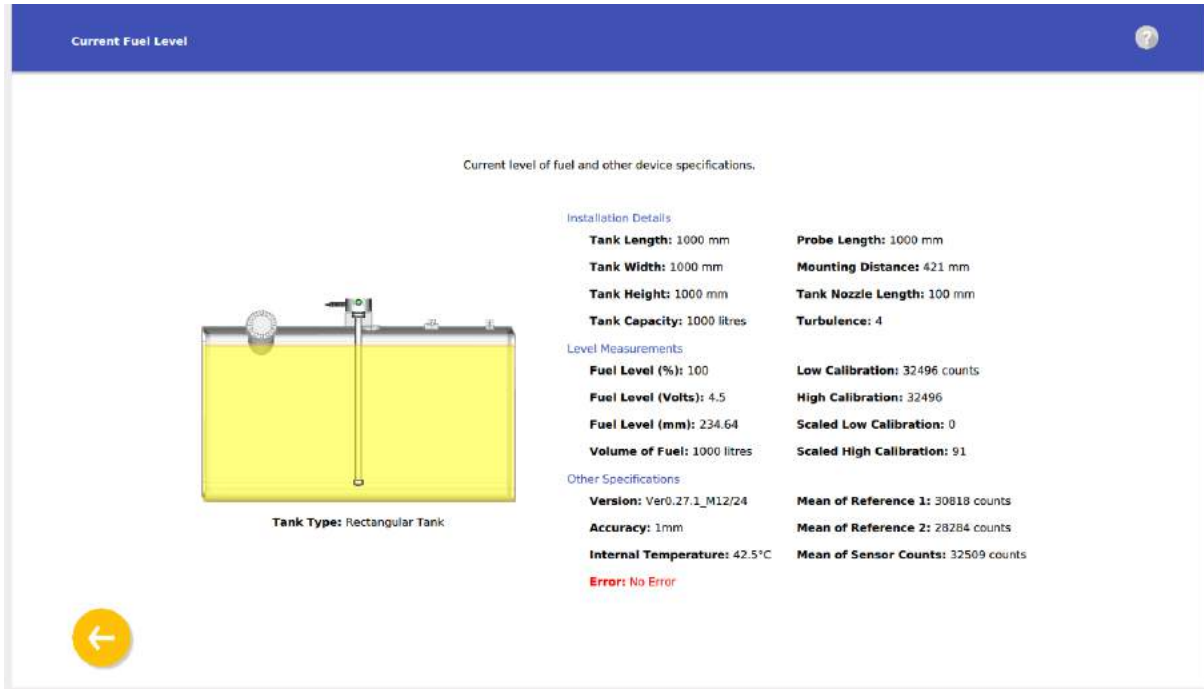 Current Fuel Level
?
Current level of fuel and other device specifications.
Installation Details
Tank Length: 1000 mm
Probe Length: 1000 mm
Tank Width: 1000 mm
Mounting Distance: 421 mm
Tank Height: 1000 mm
Tank Nozzle Length: 100 mm
Tank Capacity: 1000 litres
Turbulence: 4
Level Measurements
Fuel Level (%): 100
Low Calibration: 32496 counts
Fuel Level (Volts): 4.5
High Calibration: 32496
Fuel Level (mm): 234.64
Scaled Low Calibration: 0
Volume of Fuel: 1000 litres
Scaled High Calibration: 91
Other Specifications
Version: Ver0.27.1_M12/24
Mean of Reference 1: 30818 counts
Accuracy: 1mm
Mean of Reference 2: 28284 counts
Internal Temperature: 42.5°C
Mean of Sensor Counts: 32509 counts
Error: No Error
Tank Type: Rectangular Tank